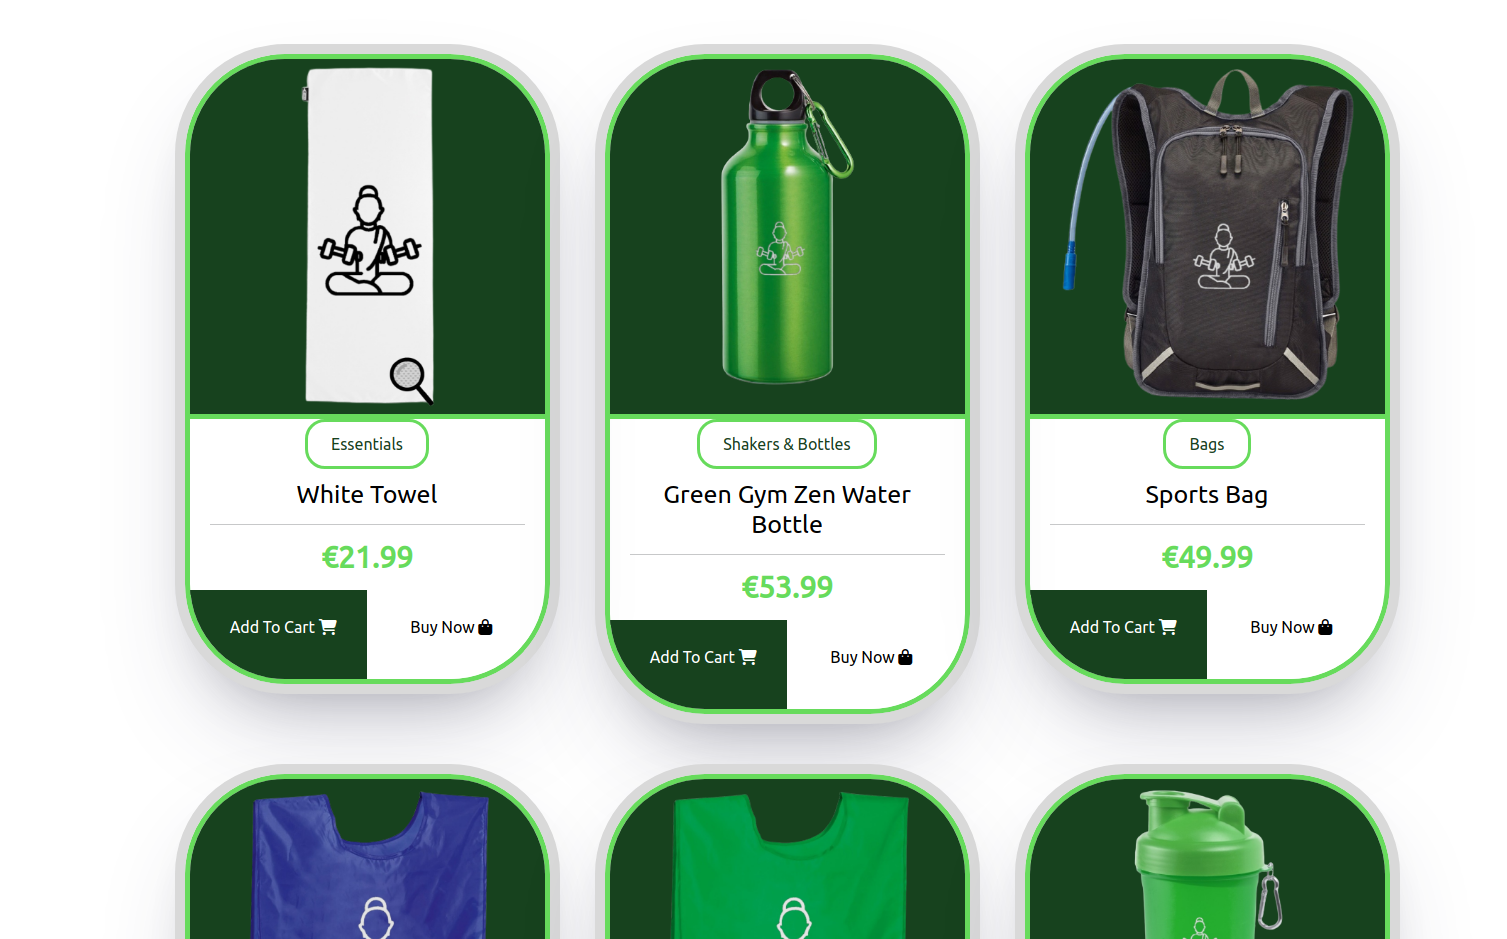 Essentials
White Towel
€21.99
Add To Cart
Buy Now
Shakers & Bottles
Green Gym Zen Water
Bottle
€53.99
Add To Cart
Buy Now
Bags
Sports Bag
€49.99
Add To Cart
Buy Now